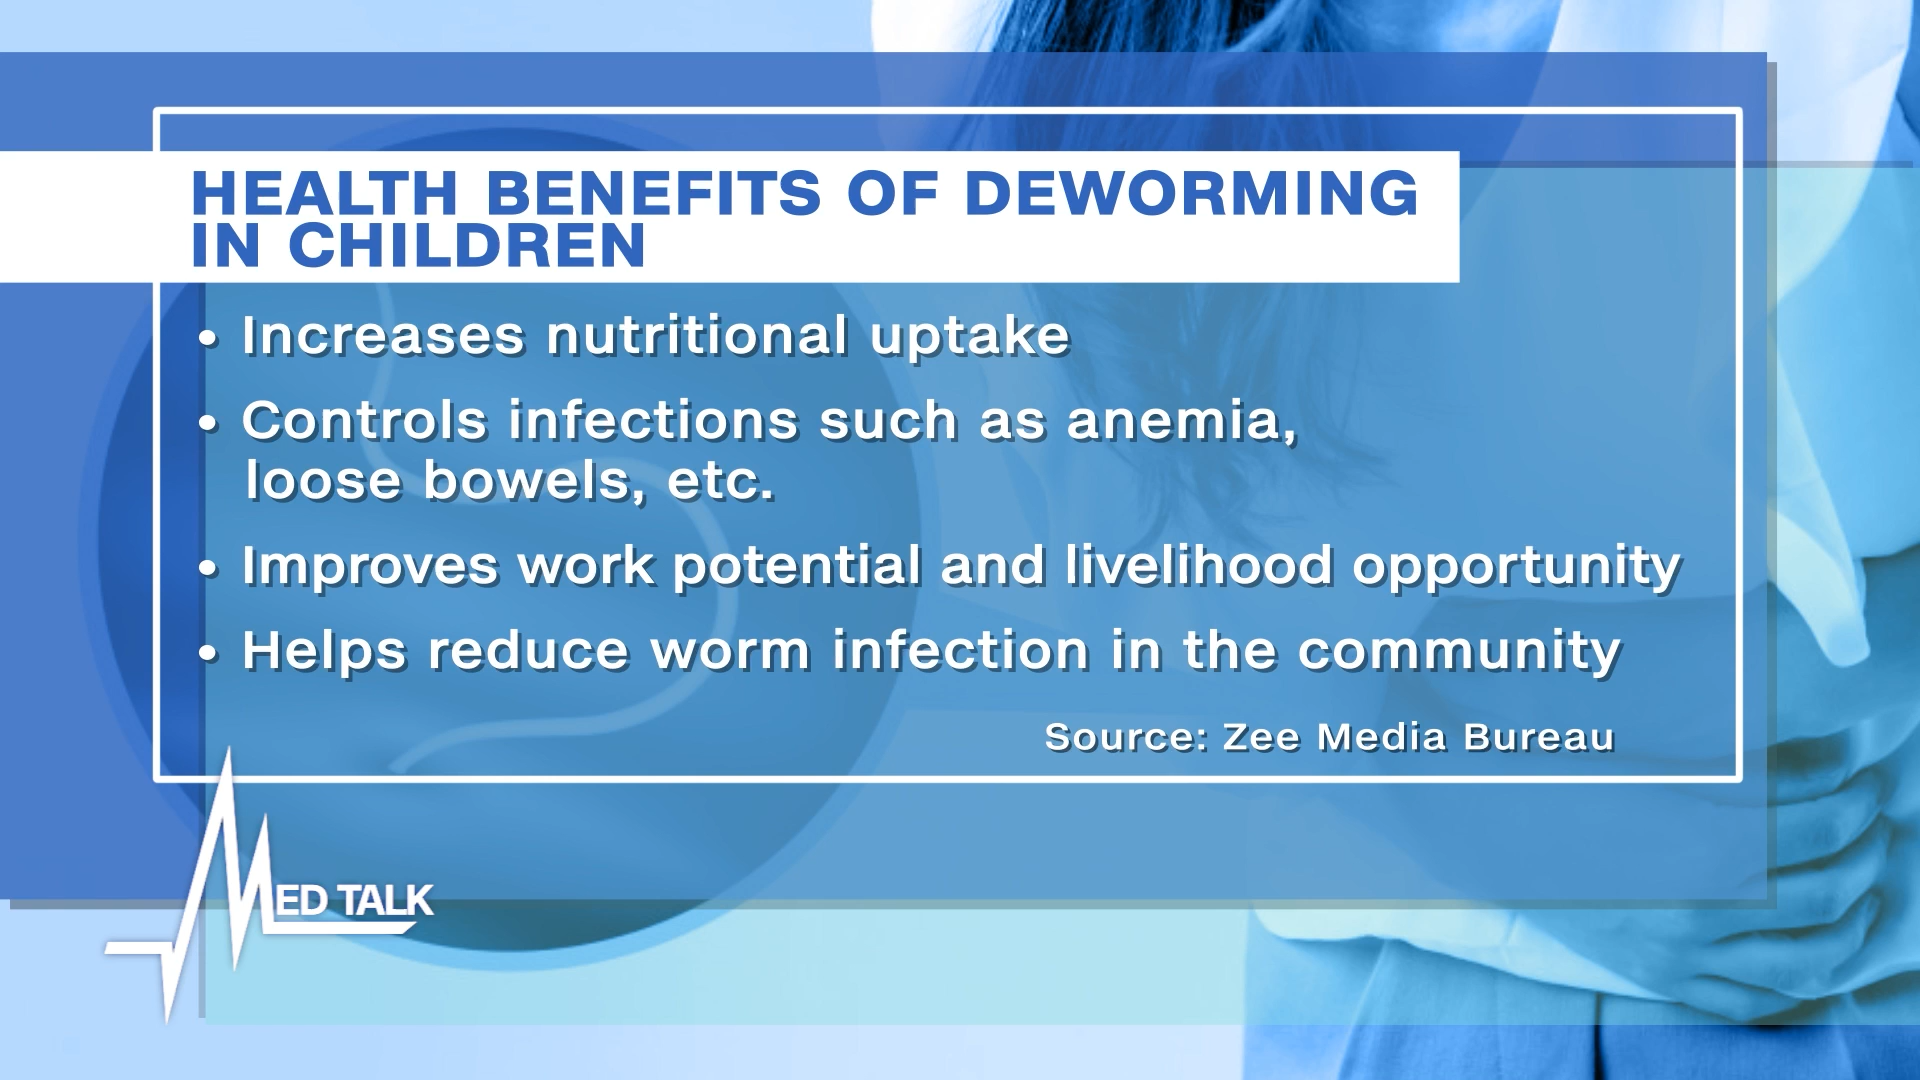 HEALTH BENEFITS OF DEWORMING
IN CHILDREN
• Increases nutritional uptake
• Controls infections such as anemia,
loose bowels, etc.
• Improves work potential and livelihood opportunity
• Helps reduce worm infection in the community
Source: Zee Media Bureau
MED TALK